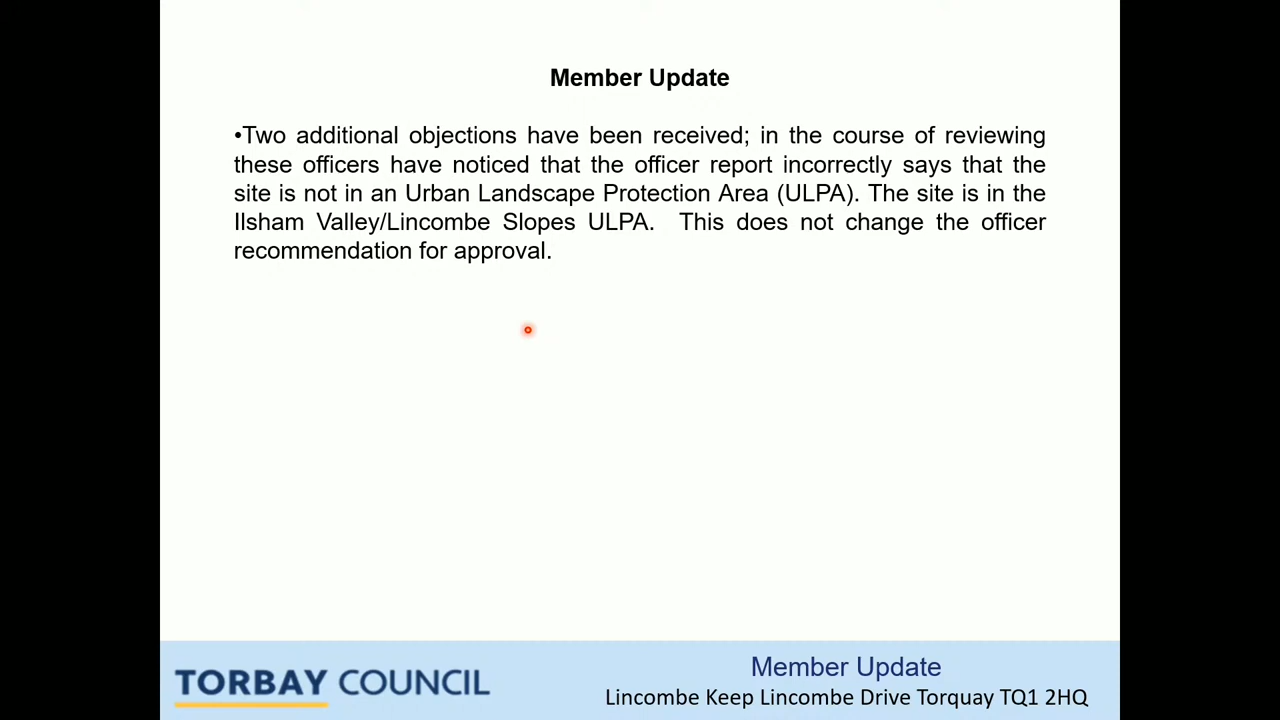 Member Update
•Two additional objections have been received; in the course of reviewing
these officers have noticed that the officer report incorrectly says that the
site is not in an Urban Landscape Protection Area (ULPA). The site is in the
Ilsham Valley/Lincombe Slopes ULPA.  This does not change the officer
recommendation for approval.
TORBAY COUNCIL
Member Update
Lincombe Keep Lincombe Drive Torquay TQ1 2HQ